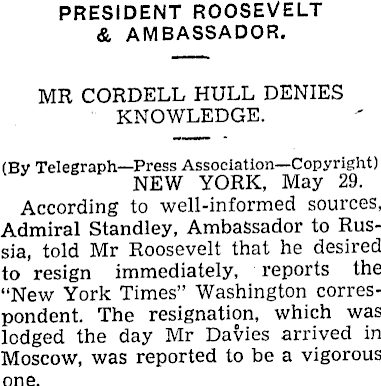 PRESIDENT ROOSEVELT
& AMBASSADOR.
MR CORDELL HULL DENIES
KNOWLEDGE.
(By Telegraph—Press Association—Copyright)
NEW YORK, May 29.
According to well-informed sources,
Admiral Standley, Ambassador to Rus-
sia, told Mr Roosevelt that he desired
to resign immediately, reports the
"New York Times" Washington corres-
pondent. The resignation, which was
lodged the day Mr Davies arrived in
Moscow, was reported to be a vigorous
one.